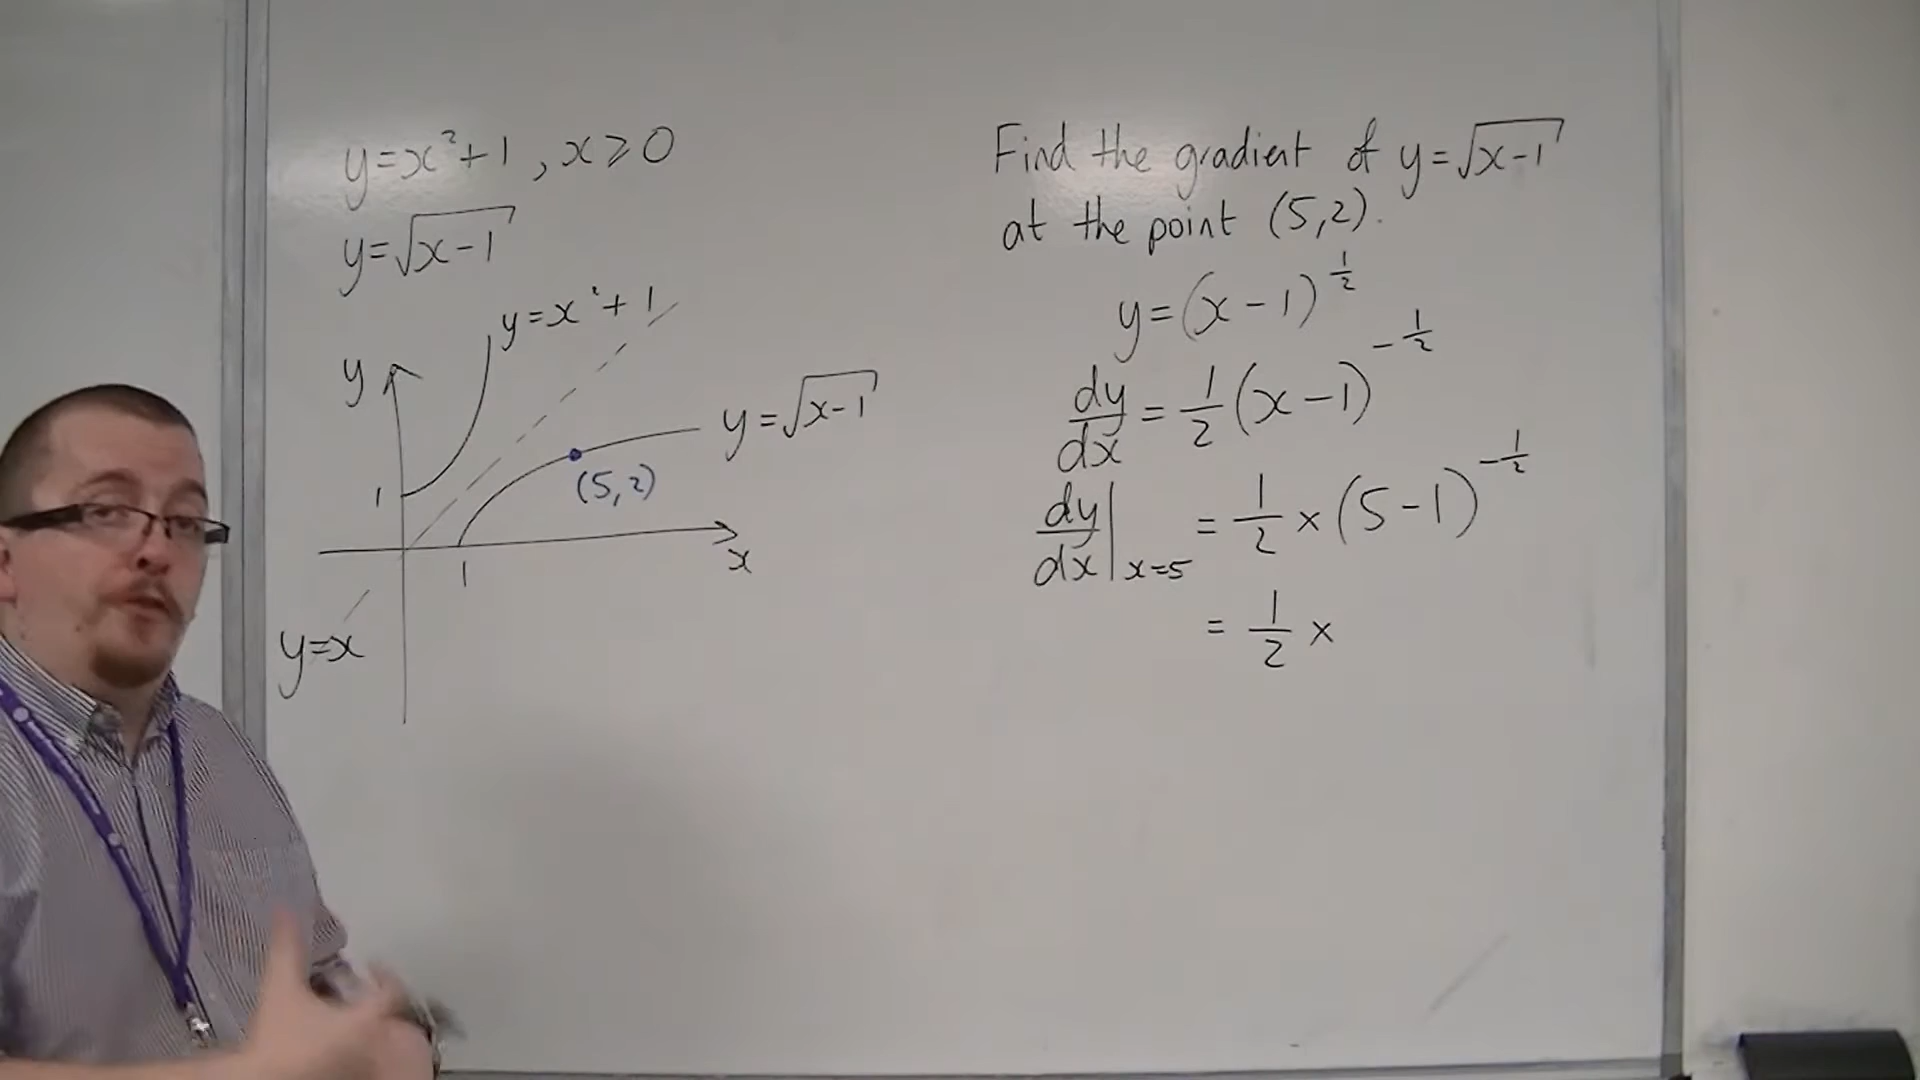 y=x²+1, x≥0
y=√(x-1)
y=x²+1
y
y=√(x-1)
(5,2)
1
x
1
y=x
Find the gradient of y=√(x-1)
at the point (5,2).
y=(x-1)^(1/2)
dy/dx = 1/2(x-1)^(-1/2)
dy/dx|x=5 = 1/2 × (5-1)^(-1/2)
= 1/2 ×